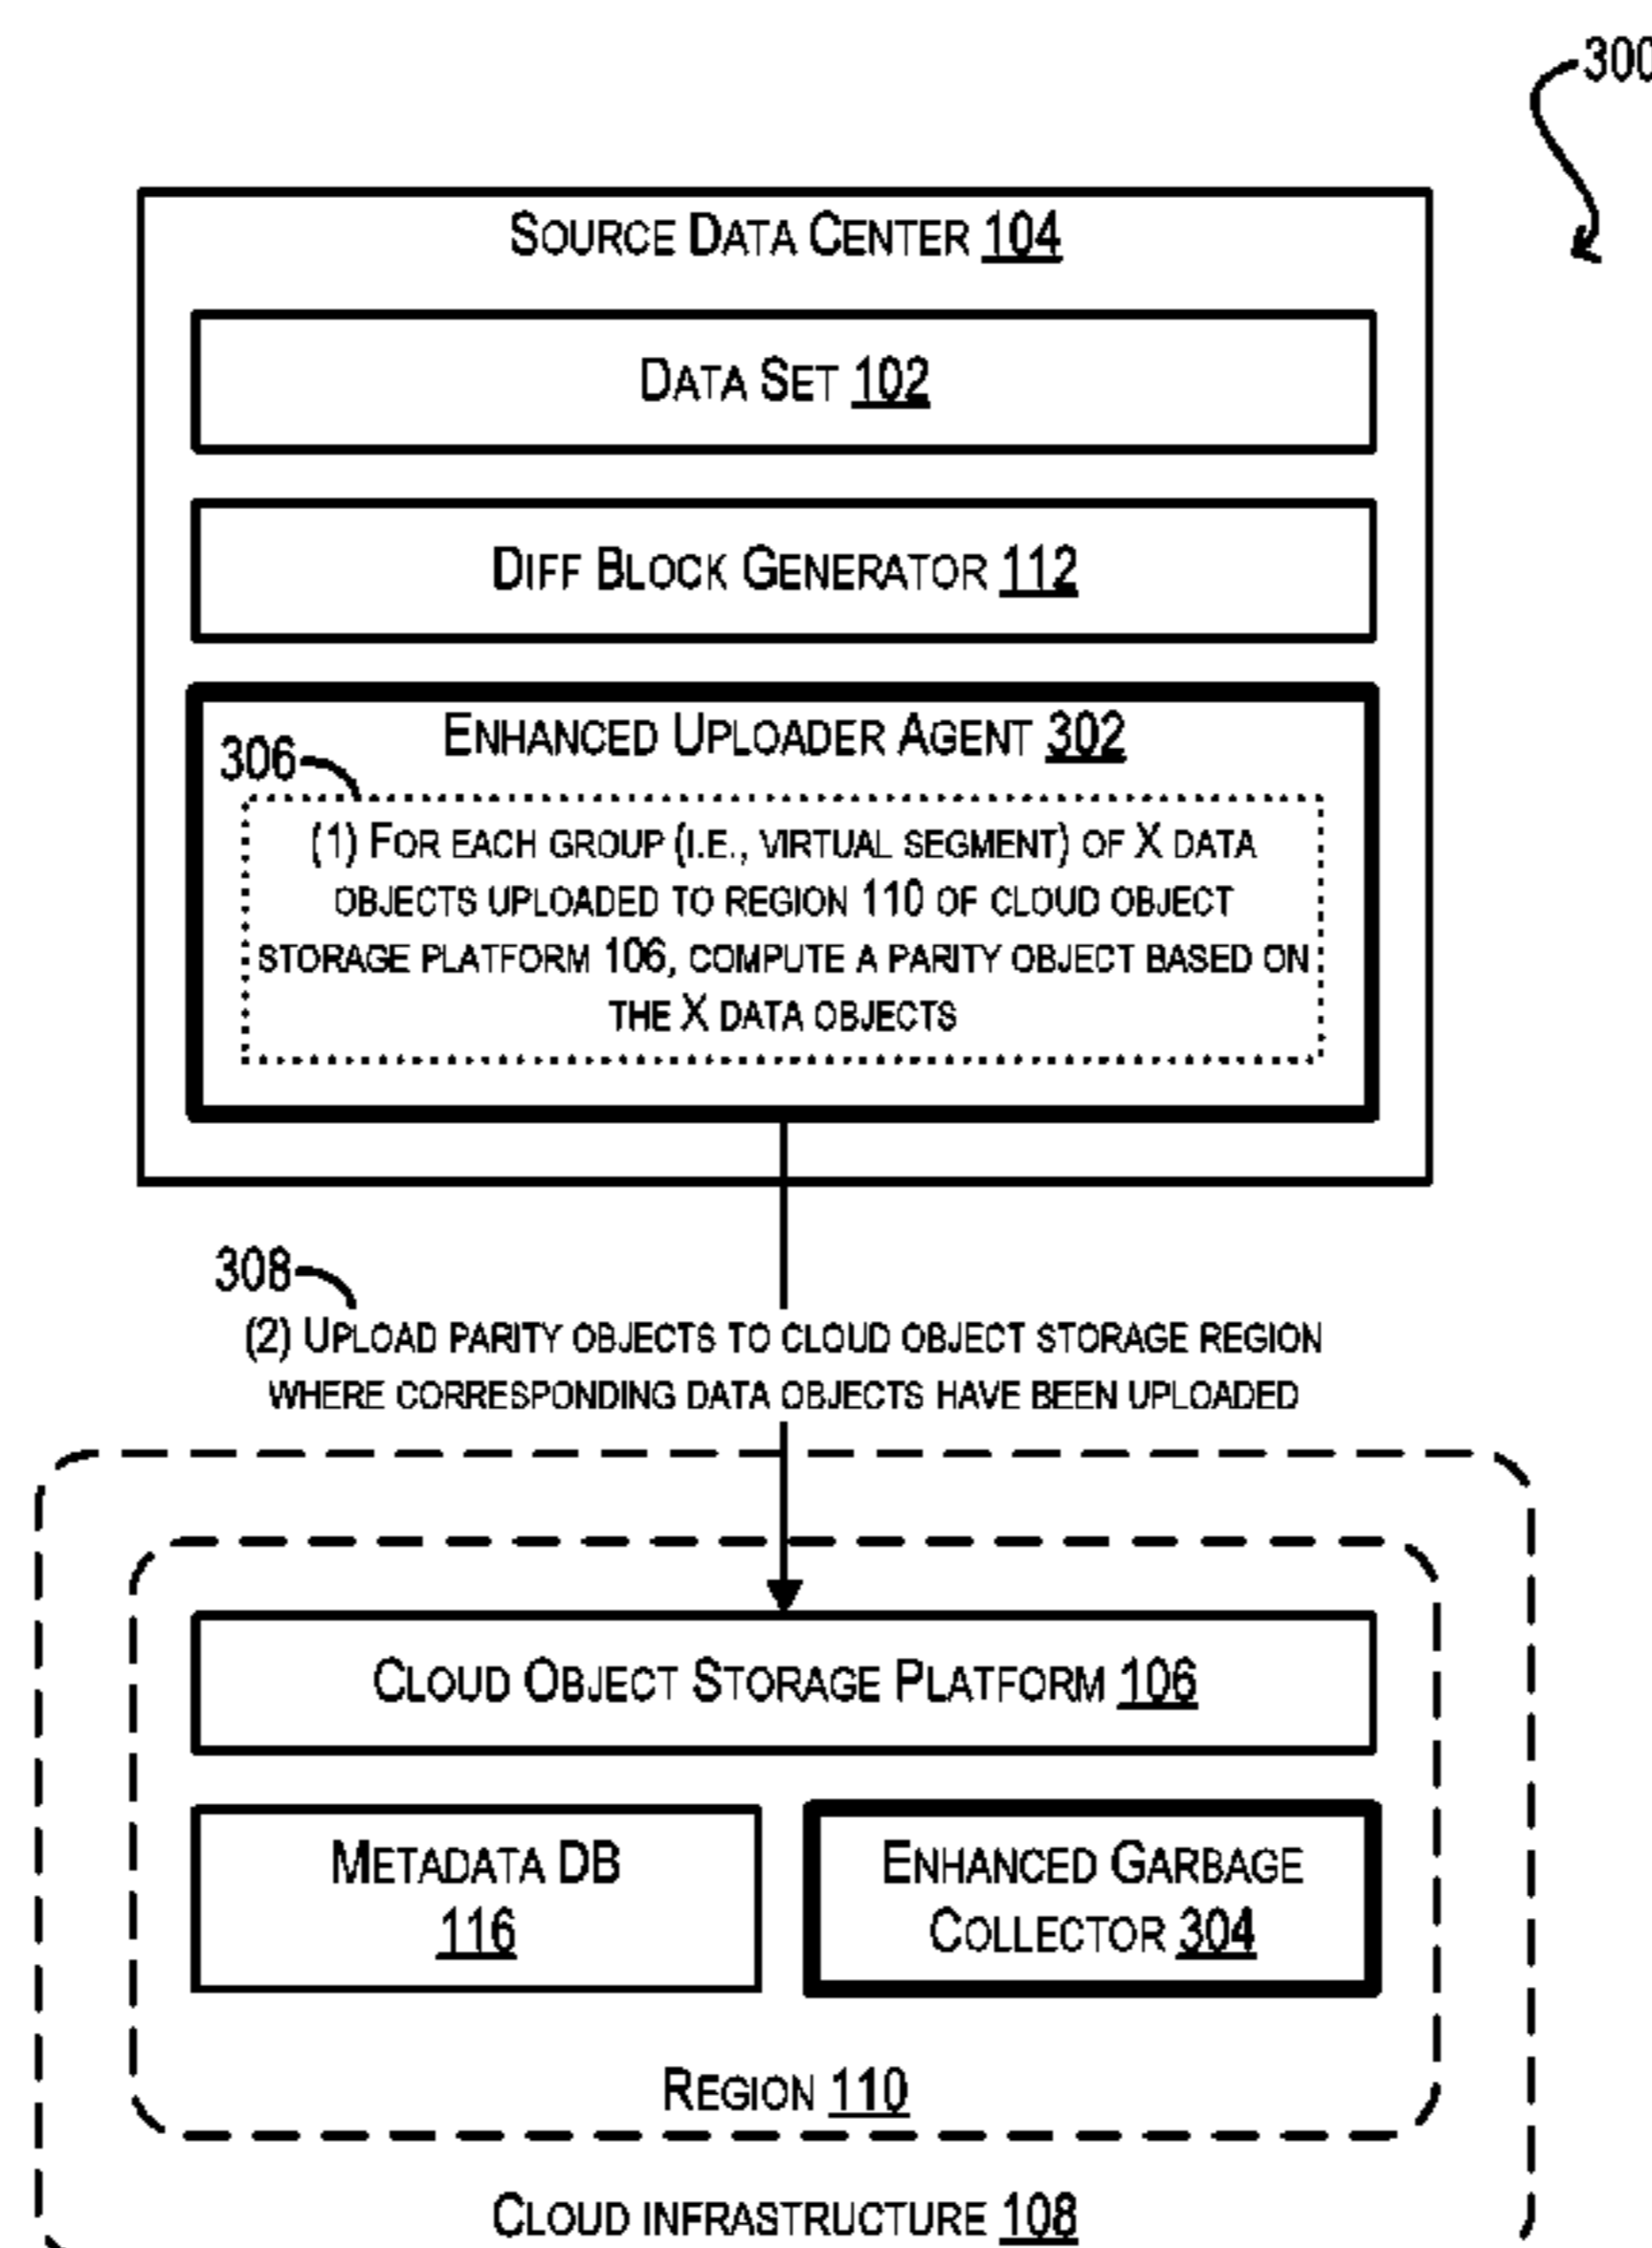 300
SOURCE DATA CENTER 104
DATA SET 102
DIFF BLOCK GENERATOR 112
ENHANCED UPLOADER AGENT 302
306
(1) FOR EACH GROUP (I.E., VIRTUAL SEGMENT) OF X DATA
OBJECTS UPLOADED TO REGION 110 OF CLOUD OBJECT
STORAGE PLATFORM 106, COMPUTE A PARITY OBJECT BASED ON
THE X DATA OBJECTS
308
(2) UPLOAD PARITY OBJECTS TO CLOUD OBJECT STORAGE REGION
WHERE CORRESPONDING DATA OBJECTS HAVE BEEN UPLOADED
CLOUD OBJECT STORAGE PLATFORM 106
METADATA DB
116
ENHANCED GARBAGE
COLLECTOR 304
REGION 110
CLOUD INFRASTRUCTURE 108